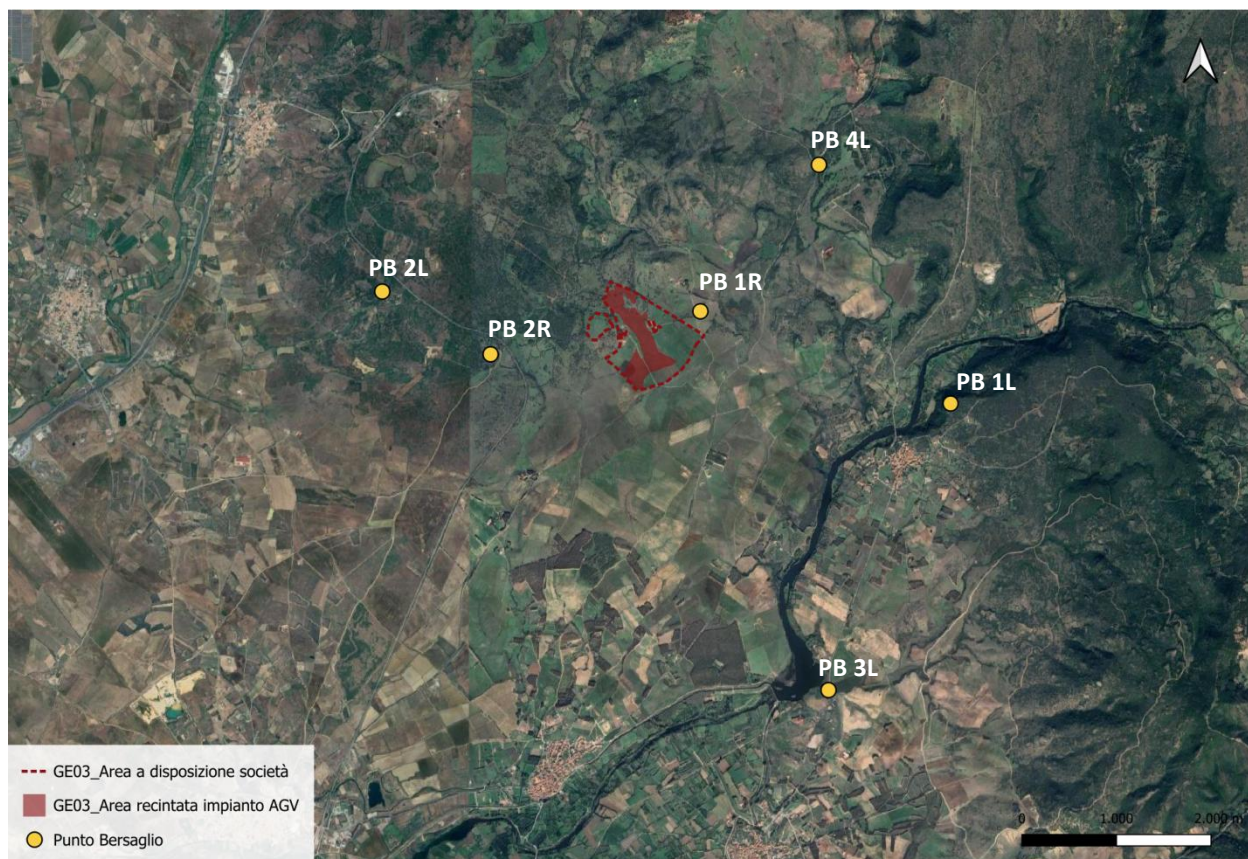 PB 4L
PB 2L
PB 1R
PB 2R
PB 1L
PB 3L
GE03_Area a disposizione società
GE03_Area recintata impianto AGV
Punto Bersaglio
0 1.000 2.000 m